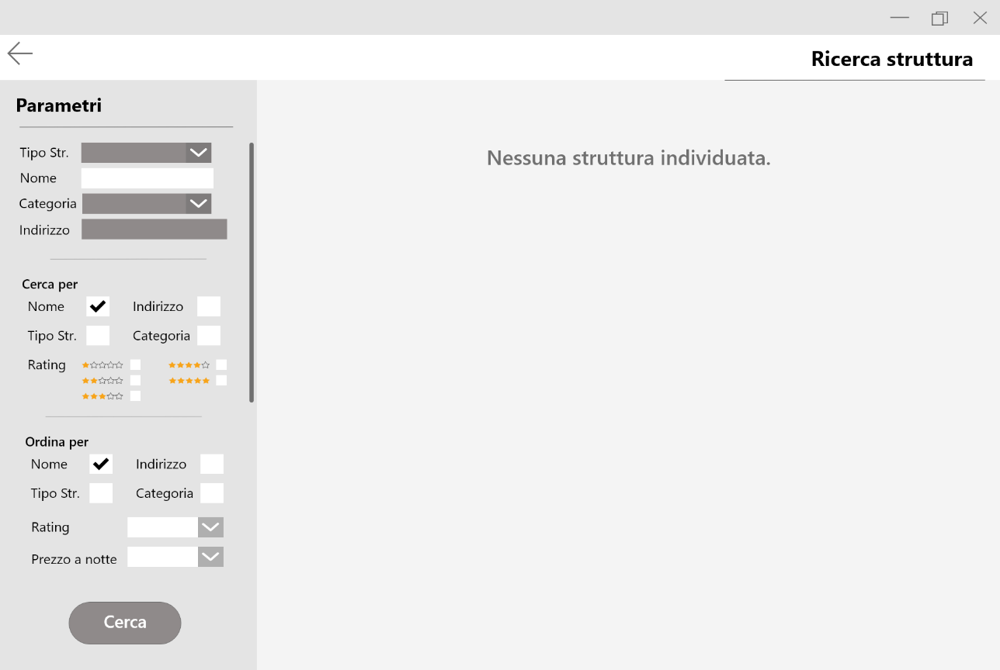 Ricerca struttura
Parametri
Tipo Str.
Nome
Categoria
Indirizzo
Cerca per
Nome Indirizzo
Tipo Str. Categoria
Rating
Ordina per
Nome Indirizzo
Tipo Str. Categoria
Rating
Prezzo a notte
Cerca
Nessuna struttura individuata.